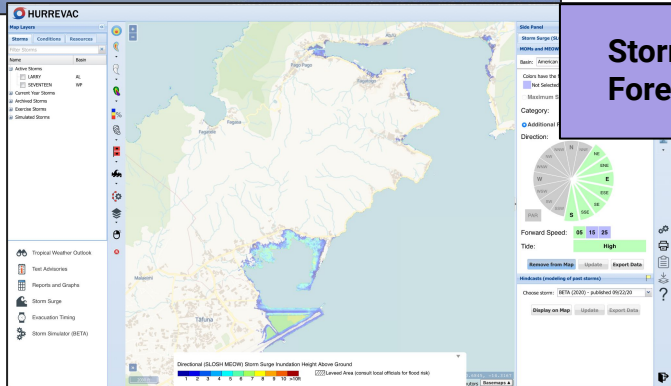 HURREVAC
Storm
Fore
Map Layers
Storms Conditions Resources
Filter Storms
Name Basin
Active Storms
LARRY AL
SEVENTEEN WP
Current Year Storms
Archived Storms
Exercise Storms
Simulated Storms
Tropical Weather Outlook
Text Advisories
Reports and Graphs
Storm Surge
Evacuation Timing
Storm Simulator (BETA)
Pago Pago
Fagasa
Tāfuna
Directional (SLOSH MEOW) Storm Surge Inundation Height Above Ground
1 2 3 4 5 6 7 8 9 10 >10ft
Leveed Area (consult local officials for flood risk)
Basemaps
Side Panel
Storm Surge (SL
MOMs and MEOW
Basin: American
Colors have the f
Not Selected
Maximum S
Category:
Additional
Direction:
N
NE
ENE
E
ESE
SE
SSE
S
W
PAR
Forward Speed: 05 15 25
Tide: High
Remove from Map Update Export Data
Hindcasts (modeling of past storms)
Choose storm: BETA (2020) - published 09/22/20
Display on Map Update Export Data